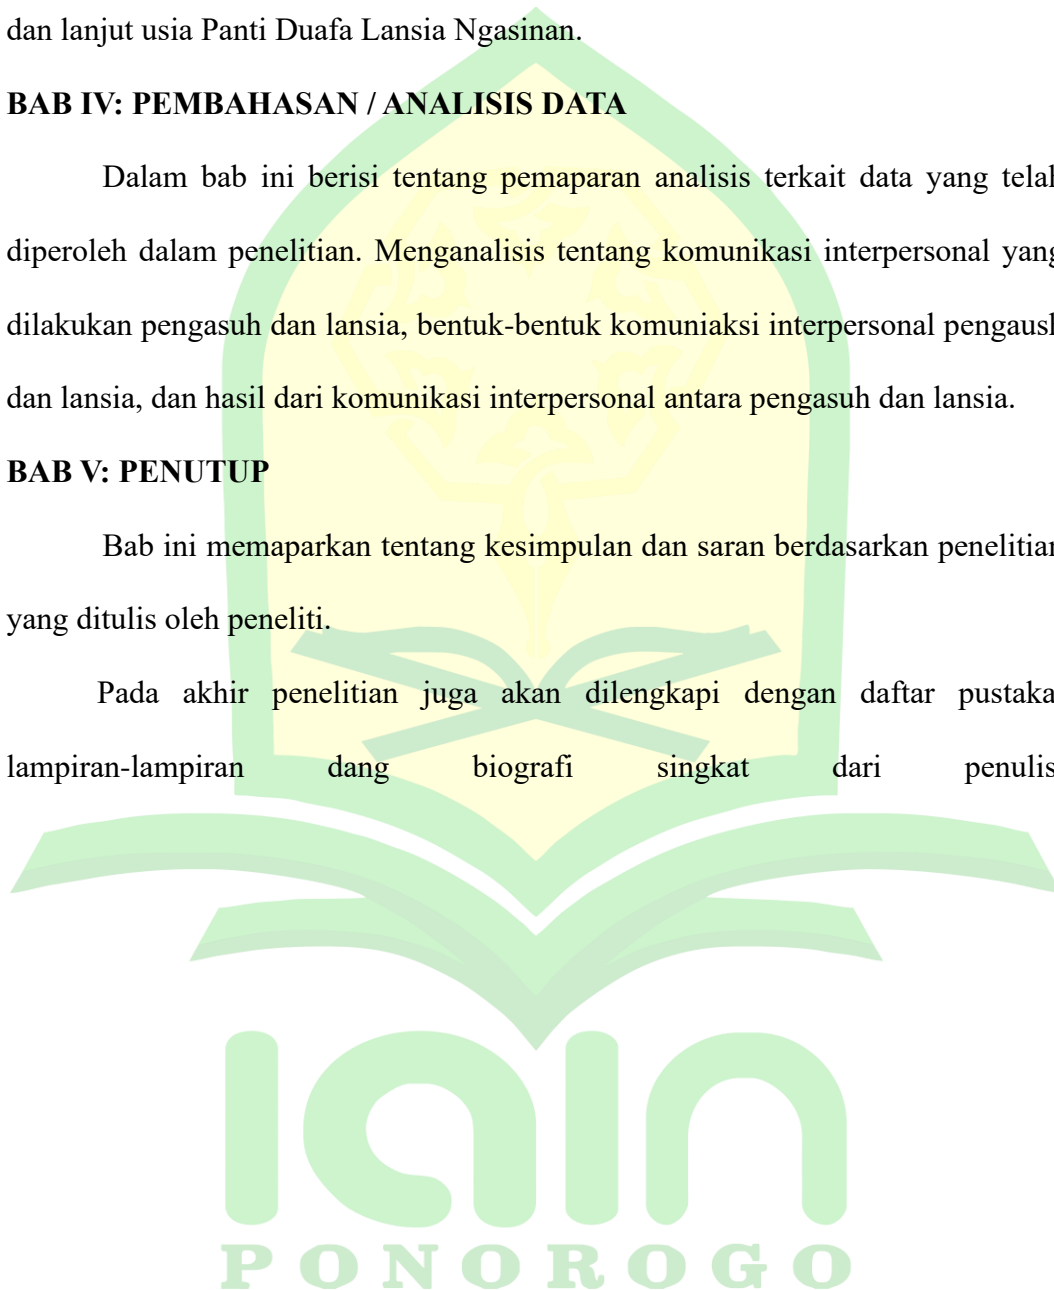 dan lanjut usia Panti Duafa Lansia Ngasinan.
BAB IV: PEMBAHASAN / ANALISIS DATA
Dalam bab ini berisi tentang pemaparan analisis terkait data yang telah
diperoleh dalam penelitian. Menganalisis tentang komunikasi interpersonal yang
dilakukan pengasuh dan lansia, bentuk-bentuk komuniaksi interpersonal pengaush
dan lansia, dan hasil dari komunikasi interpersonal antara pengasuh dan lansia.
BAB V: PENUTUP
Bab ini memaparkan tentang kesimpulan dan saran berdasarkan penelitian
yang ditulis oleh peneliti.
Pada akhir penelitian juga akan dilengkapi dengan daftar pustaka
lampiran-lampiran dang biografi singkat dari penulis
iain
PONOROGO